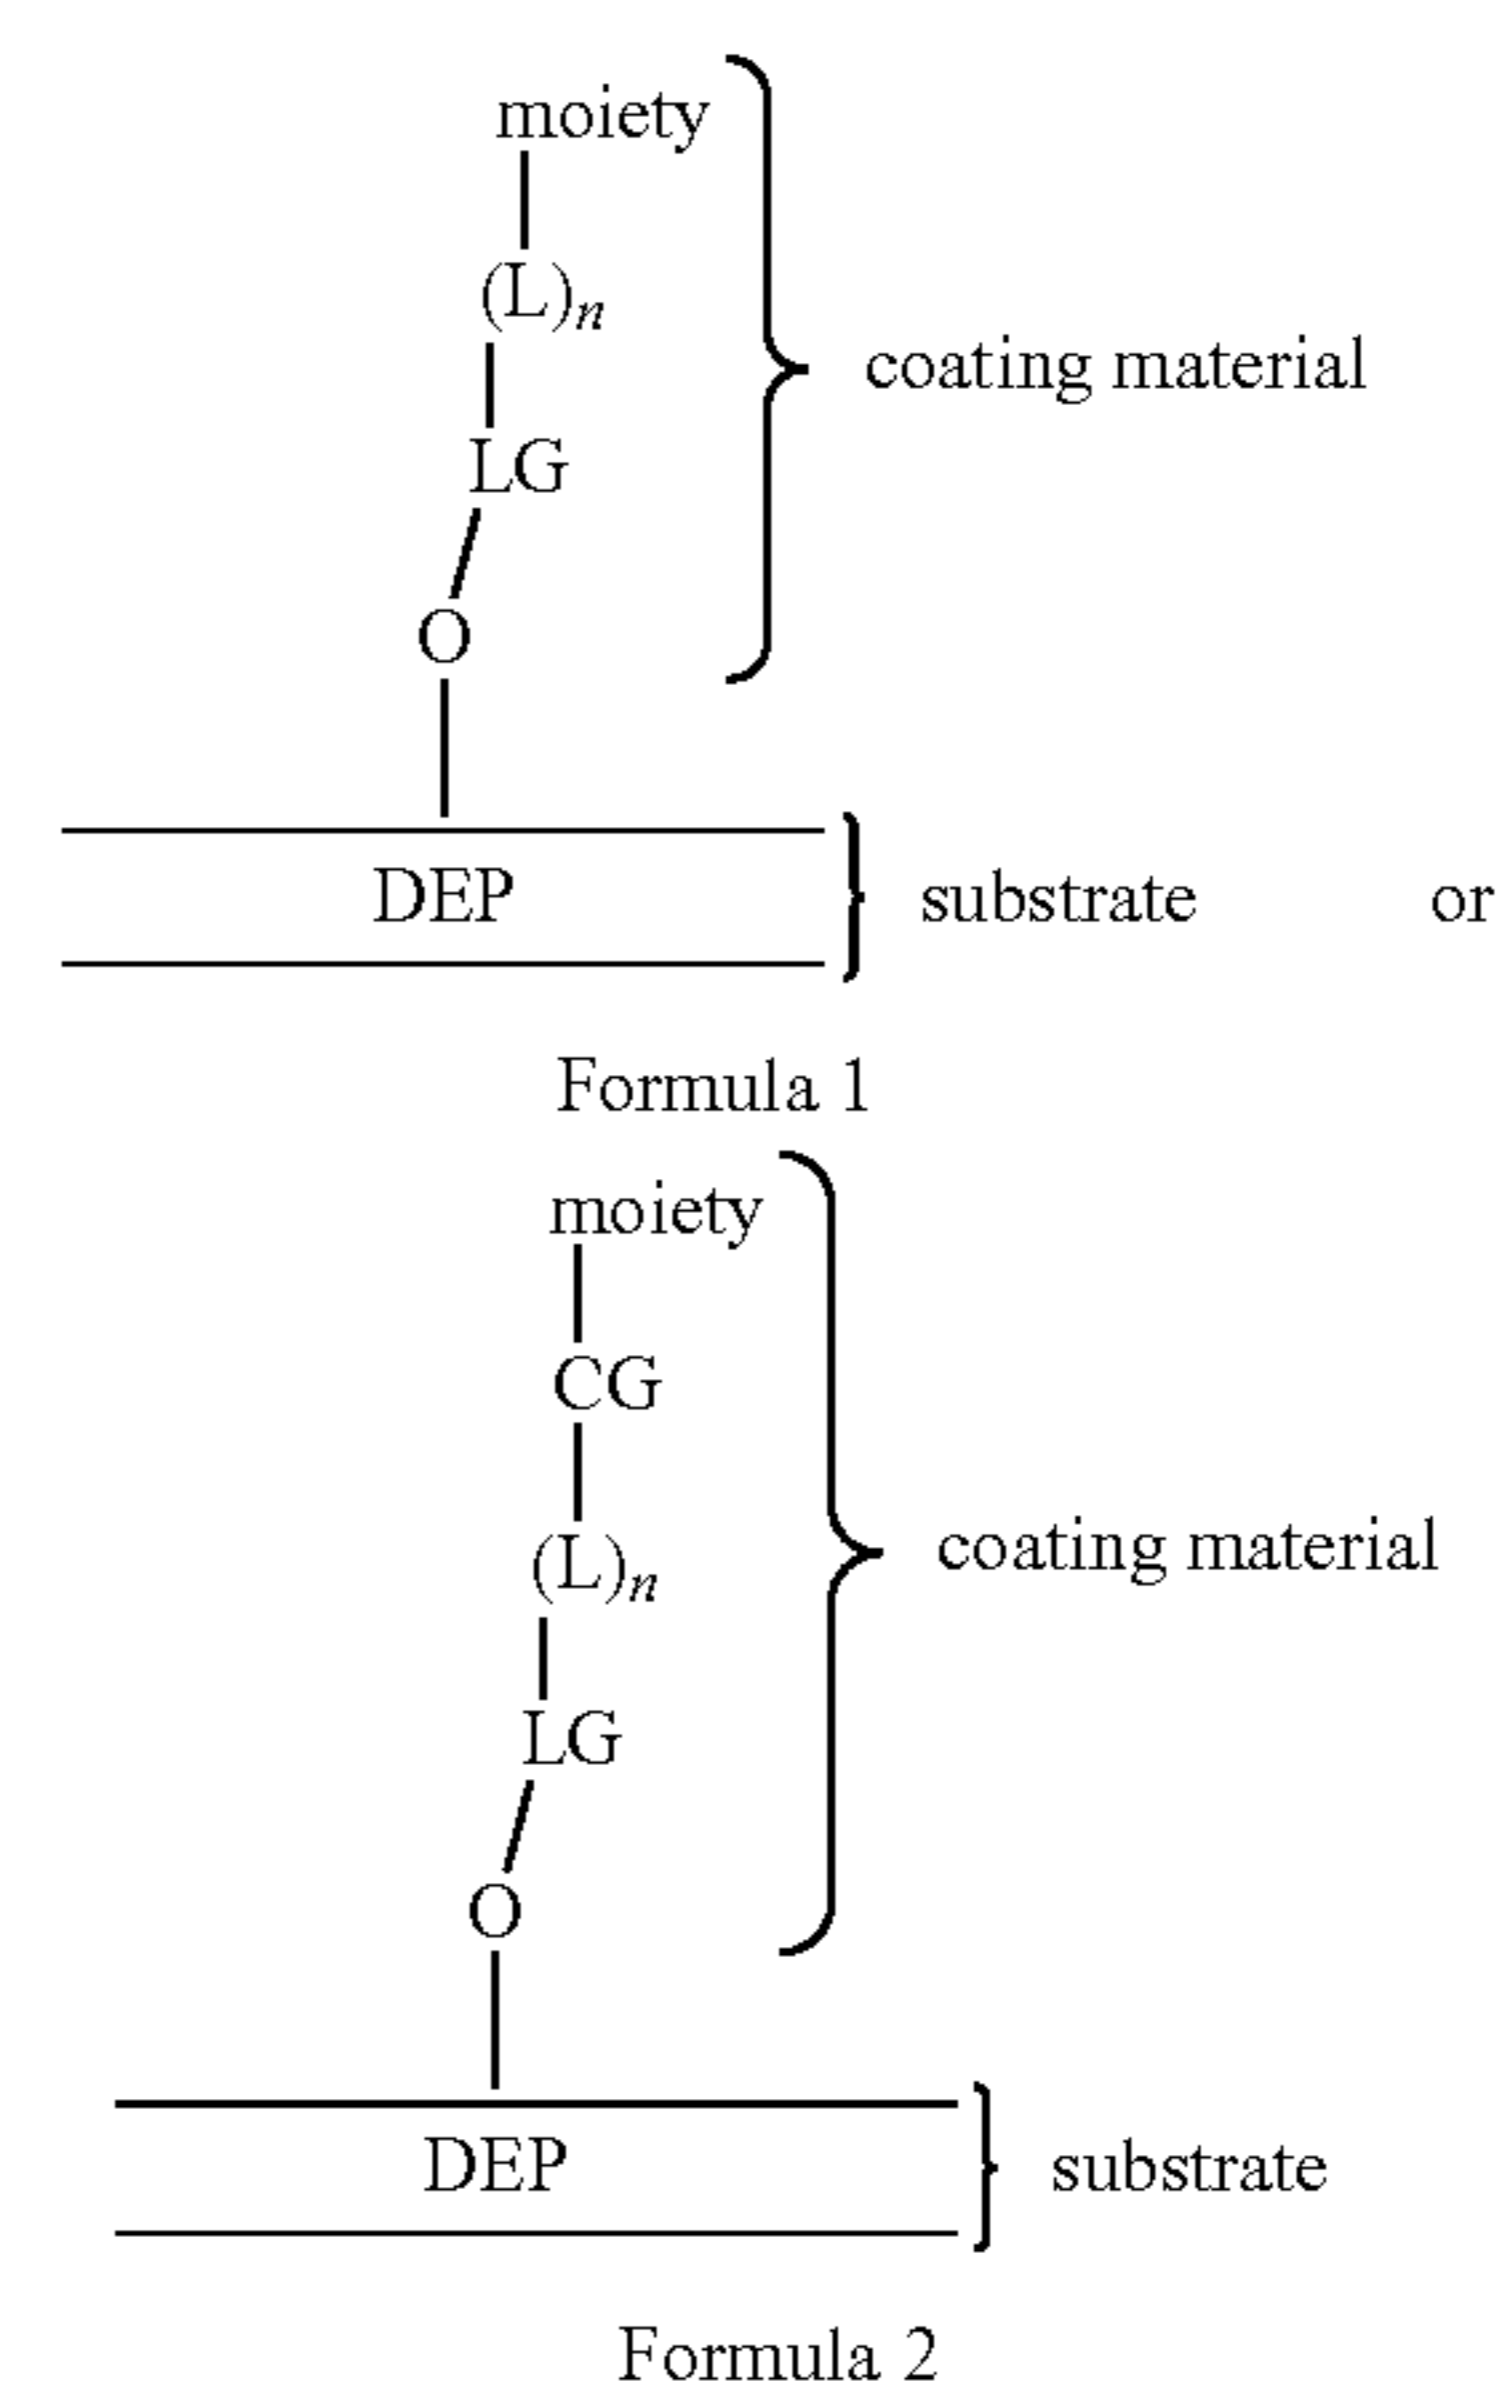 moiety
(L)n
coating material
LG
O
DEP
substrate or
Formula 1
moiety
CG
(L)n
coating material
LG
O
DEP
substrate
Formula 2